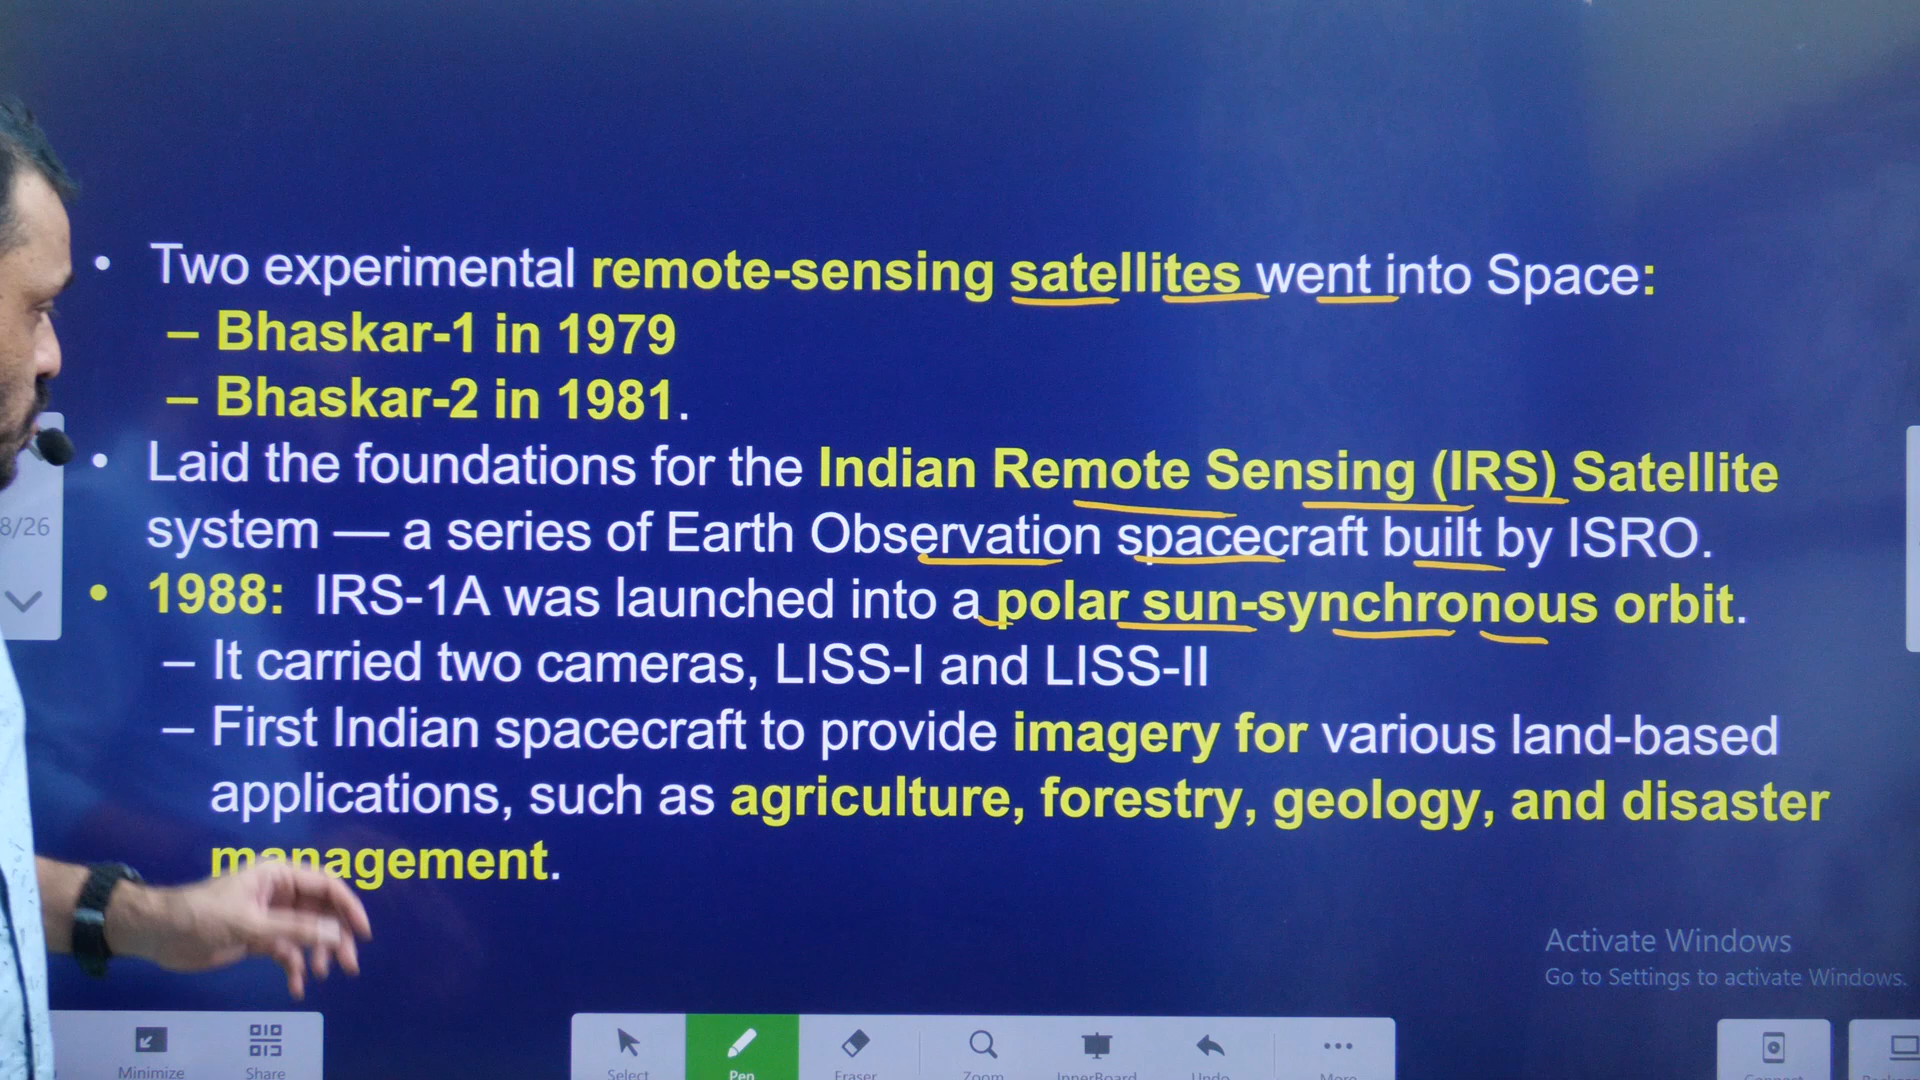 • Two experimental remote-sensing satellites went into Space:
– Bhaskar-1 in 1979
– Bhaskar-2 in 1981.
• Laid the foundations for the Indian Remote Sensing (IRS) Satellite
system — a series of Earth Observation spacecraft built by ISRO.
• 1988: IRS-1A was launched into a polar sun-synchronous orbit.
– It carried two cameras, LISS-I and LISS-II
– First Indian spacecraft to provide imagery for various land-based
applications, such as agriculture, forestry, geology, and disaster
management.
8/26
Activate Windows
Go to Settings to activate Windows.
Minimize Share Select Pen Eraser Zoom InnerBoard Undo More